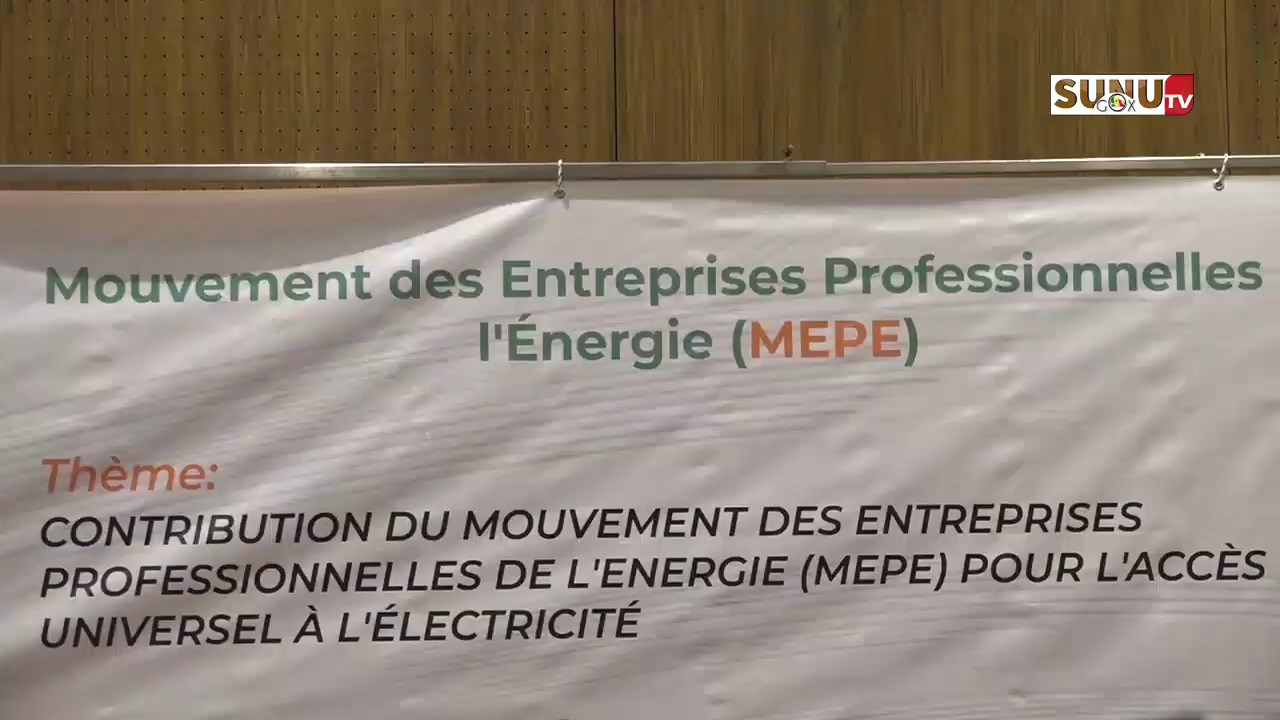 SUNU
GOX TV
Mouvement des Entreprises Professionnelles
l'Énergie (MEPE)
Thème:
CONTRIBUTION DU MOUVEMENT DES ENTREPRISES
PROFESSIONNELLES DE L'ENERGIE (MEPE) POUR L'ACCÈS
UNIVERSEL À L'ÉLECTRICITÉ